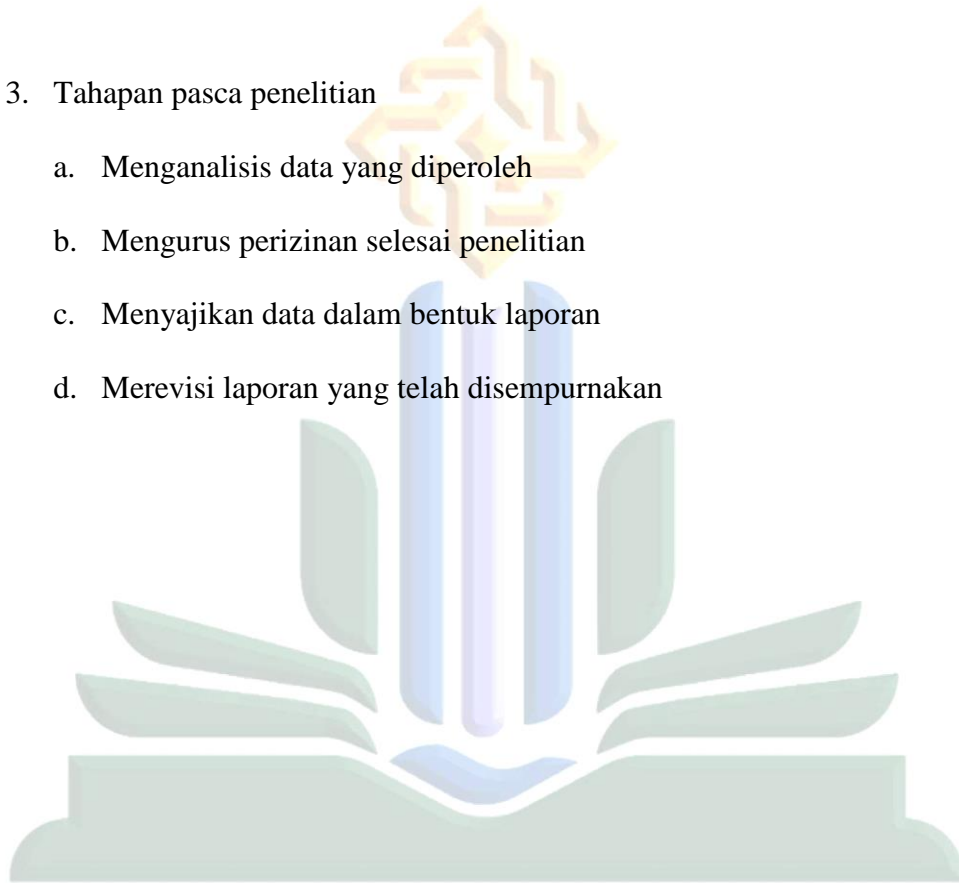 3. Tahapan pasca penelitian
a. Menganalisis data yang diperoleh
b. Mengurus perizinan selesai penelitian
c. Menyajikan data dalam bentuk laporan
d. Merevisi laporan yang telah disempurnakan